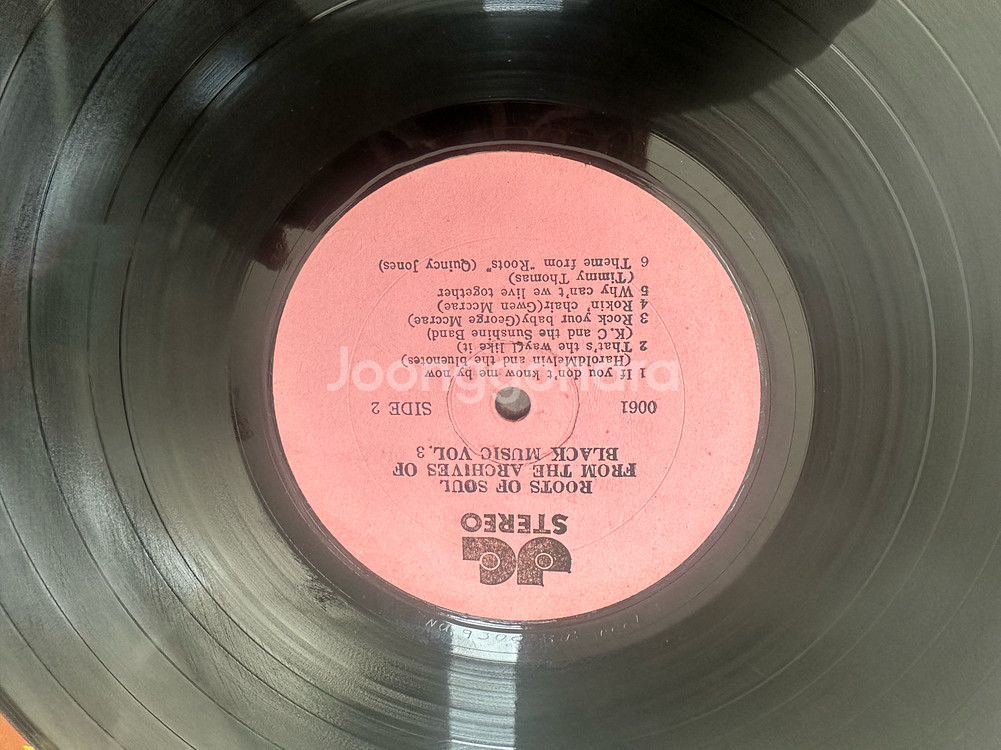 JG
STEREO
ROOTS OF SOUL
FROM THE ARCHIVES OF
BLACK MUSIC VOL.3
0061 SIDE 2
1 If you don't know me by now
(HaroldMelvin and the bluenotes)
2 That's the way(I like it)
(K.C and the Sunshine Band)
3 Rock your baby(George Mccrae)
4 Rokin' chair(Gwen Mccrae)
5 Why can't we live together
(Timmy Thomas)
6 Theme from "Roots" (Quincy Jones)
Joonggonara